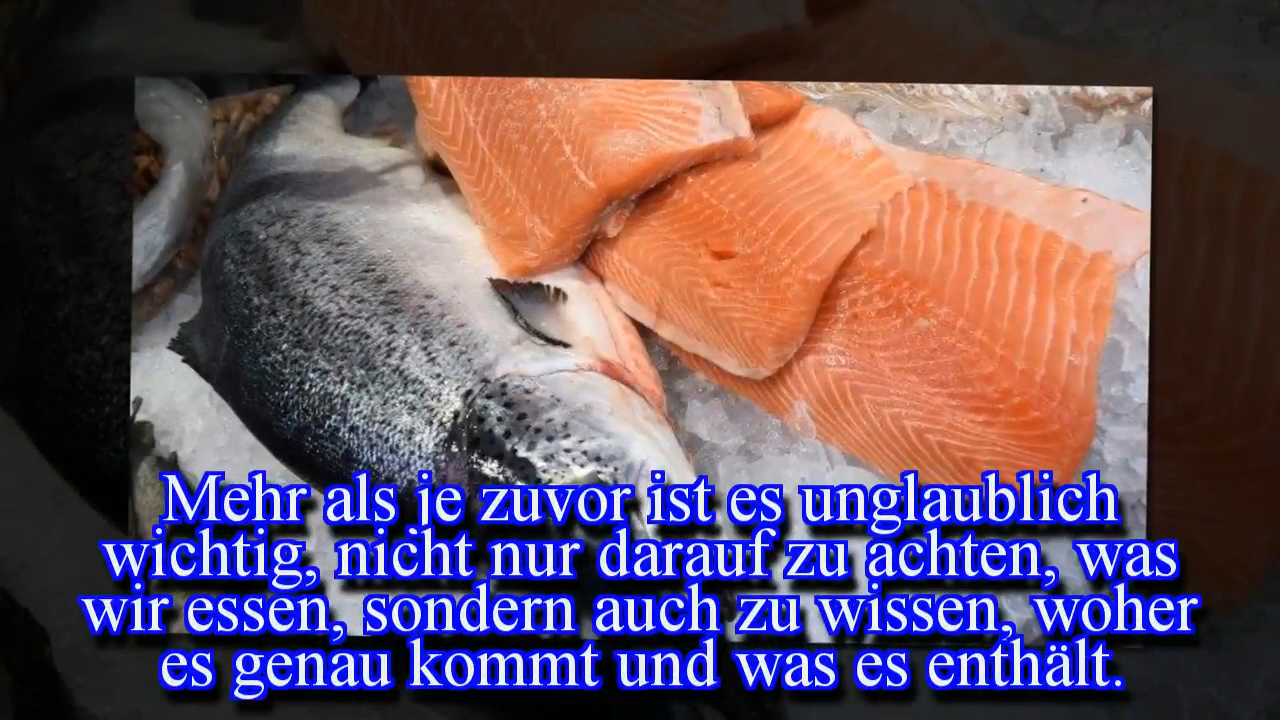 Mehr als je zuvor ist es unglaublich
wichtig, nicht nur darauf zu achten, was
wir essen, sondern auch zu wissen, woher
es genau kommt und was es enthält.